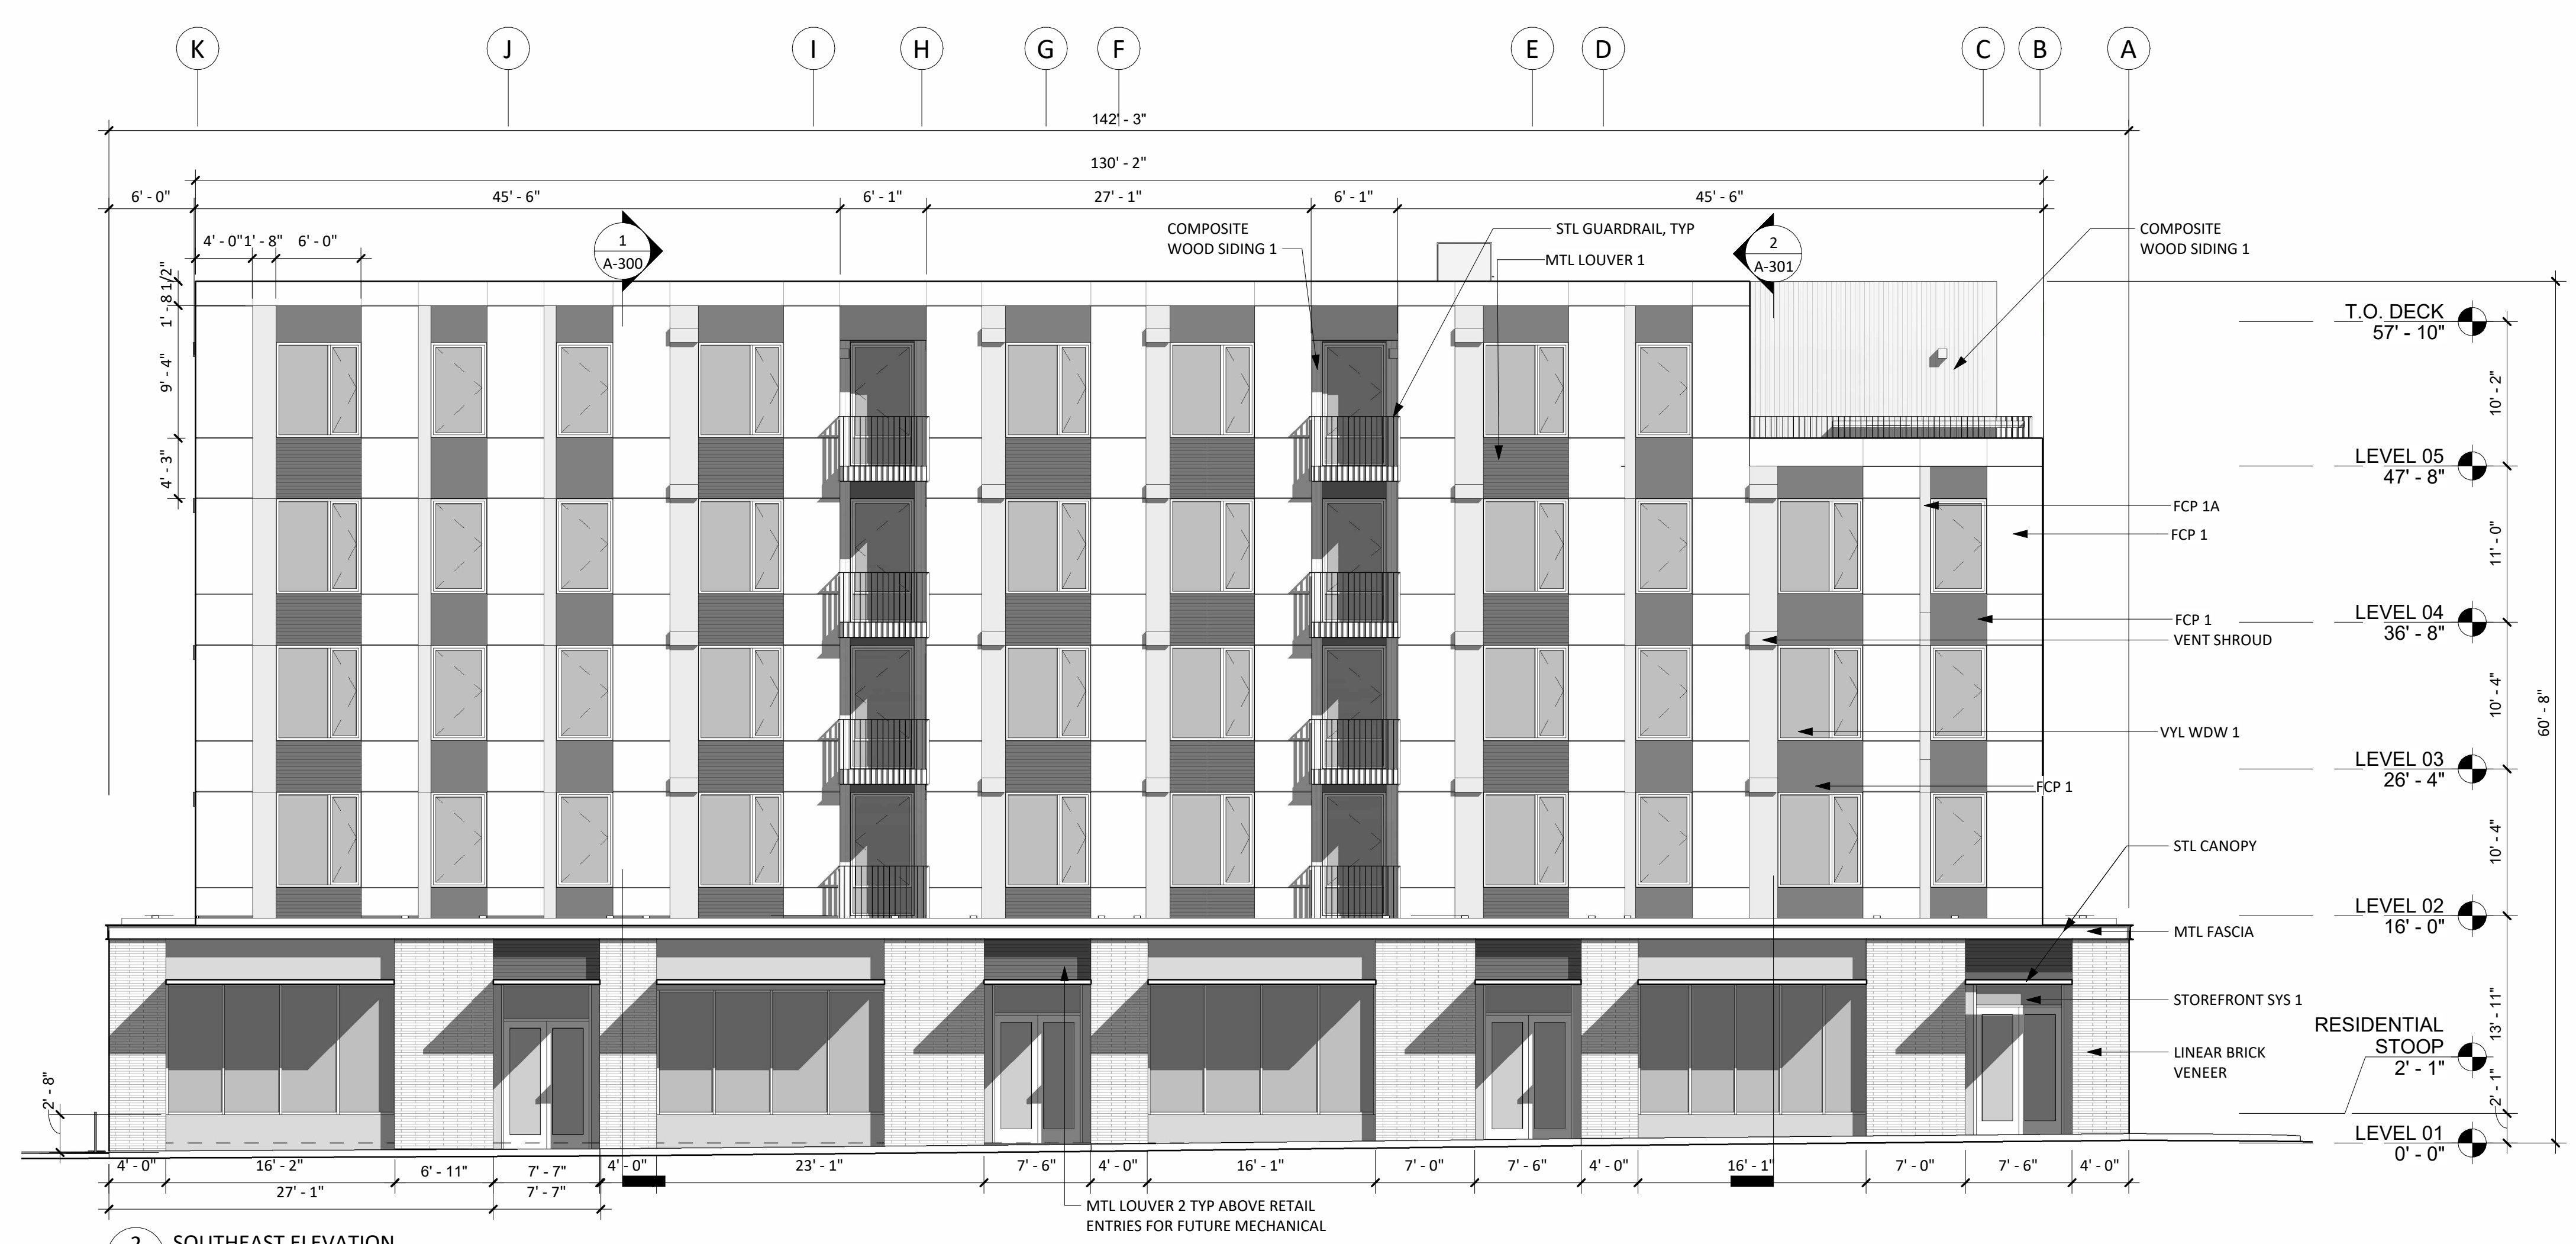 K J I H G F E D C B A
142' - 3"
130' - 2"
6' - 0" 45' - 6" 6' - 1" 27' - 1" 6' - 1" 45' - 6"
4' - 0" 1' - 8" 6' - 0"
1
A-300
COMPOSITE
WOOD SIDING 1
STL GUARDRAIL, TYP
MTL LOUVER 1
2
A-301
COMPOSITE
WOOD SIDING 1
1' - 8 1/2"
9' - 4"
4' - 3"
T.O. DECK
57' - 10"
10' - 2"
LEVEL 05
47' - 8"
FCP 1A
FCP 1
11' - 0"
FCP 1
LEVEL 04
36' - 8"
VENT SHROUD
10' - 4"
60' - 8"
VYL WDW 1
LEVEL 03
26' - 4"
FCP 1
10' - 4"
STL CANOPY
LEVEL 02
16' - 0"
MTL FASCIA
STOREFRONT SYS 1
13' - 11"
RESIDENTIAL
STOOP
2' - 1"
LINEAR BRICK
VENEER
2' - 8"
2' - 1"
LEVEL 01
0' - 0"
4' - 0" 16' - 2" 6' - 11" 7' - 7" 4' - 0" 23' - 1" 7' - 6" 4' - 0" 16' - 1" 7' - 0" 7' - 6" 4' - 0" 16' - 1" 7' - 0" 7' - 6" 4' - 0"
27' - 1" 7' - 7"
MTL LOUVER 2 TYP ABOVE RETAIL
ENTRIES FOR FUTURE MECHANICAL
2 SOUTHEAST ELEVATION